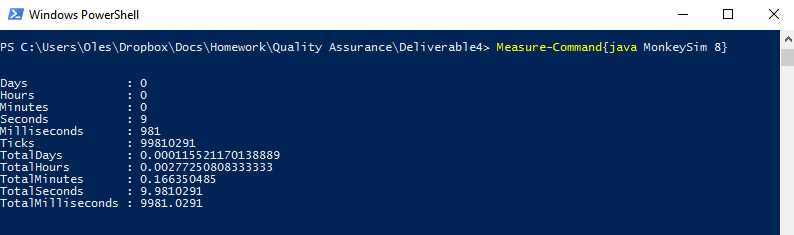 Windows PowerShell
PS C:\Users\Oles\Dropbox\Docs\Homework\Quality Assurance\Deliverable4> Measure-Command{java MonkeySim 8}
Days              : 0
Hours             : 0
Minutes           : 0
Seconds           : 9
Milliseconds      : 981
Ticks             : 99810291
TotalDays         : 0.000115521170138889
TotalHours        : 0.00277250808333333
TotalMinutes      : 0.166350485
TotalSeconds      : 9.9810291
TotalMilliseconds : 9981.0291